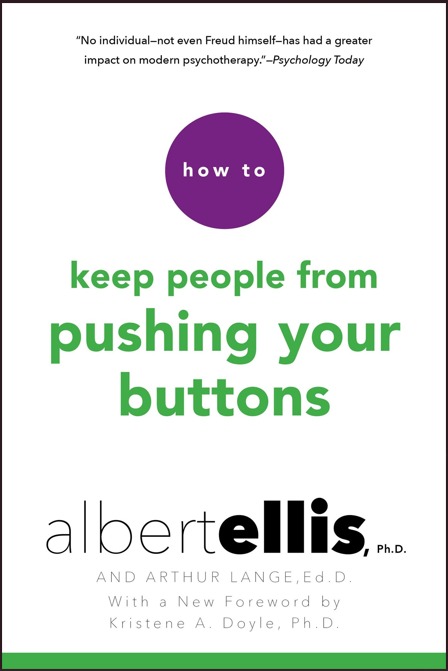 “No individual—not even Freud himself—has had a greater
impact on modern psychotherapy.”—Psychology Today
how to
keep people from
pushing your
buttons
albertellis, Ph.D.
AND ARTHUR LANGE,Ed.D.
With a New Foreword by
Kristene A. Doyle, Ph.D.